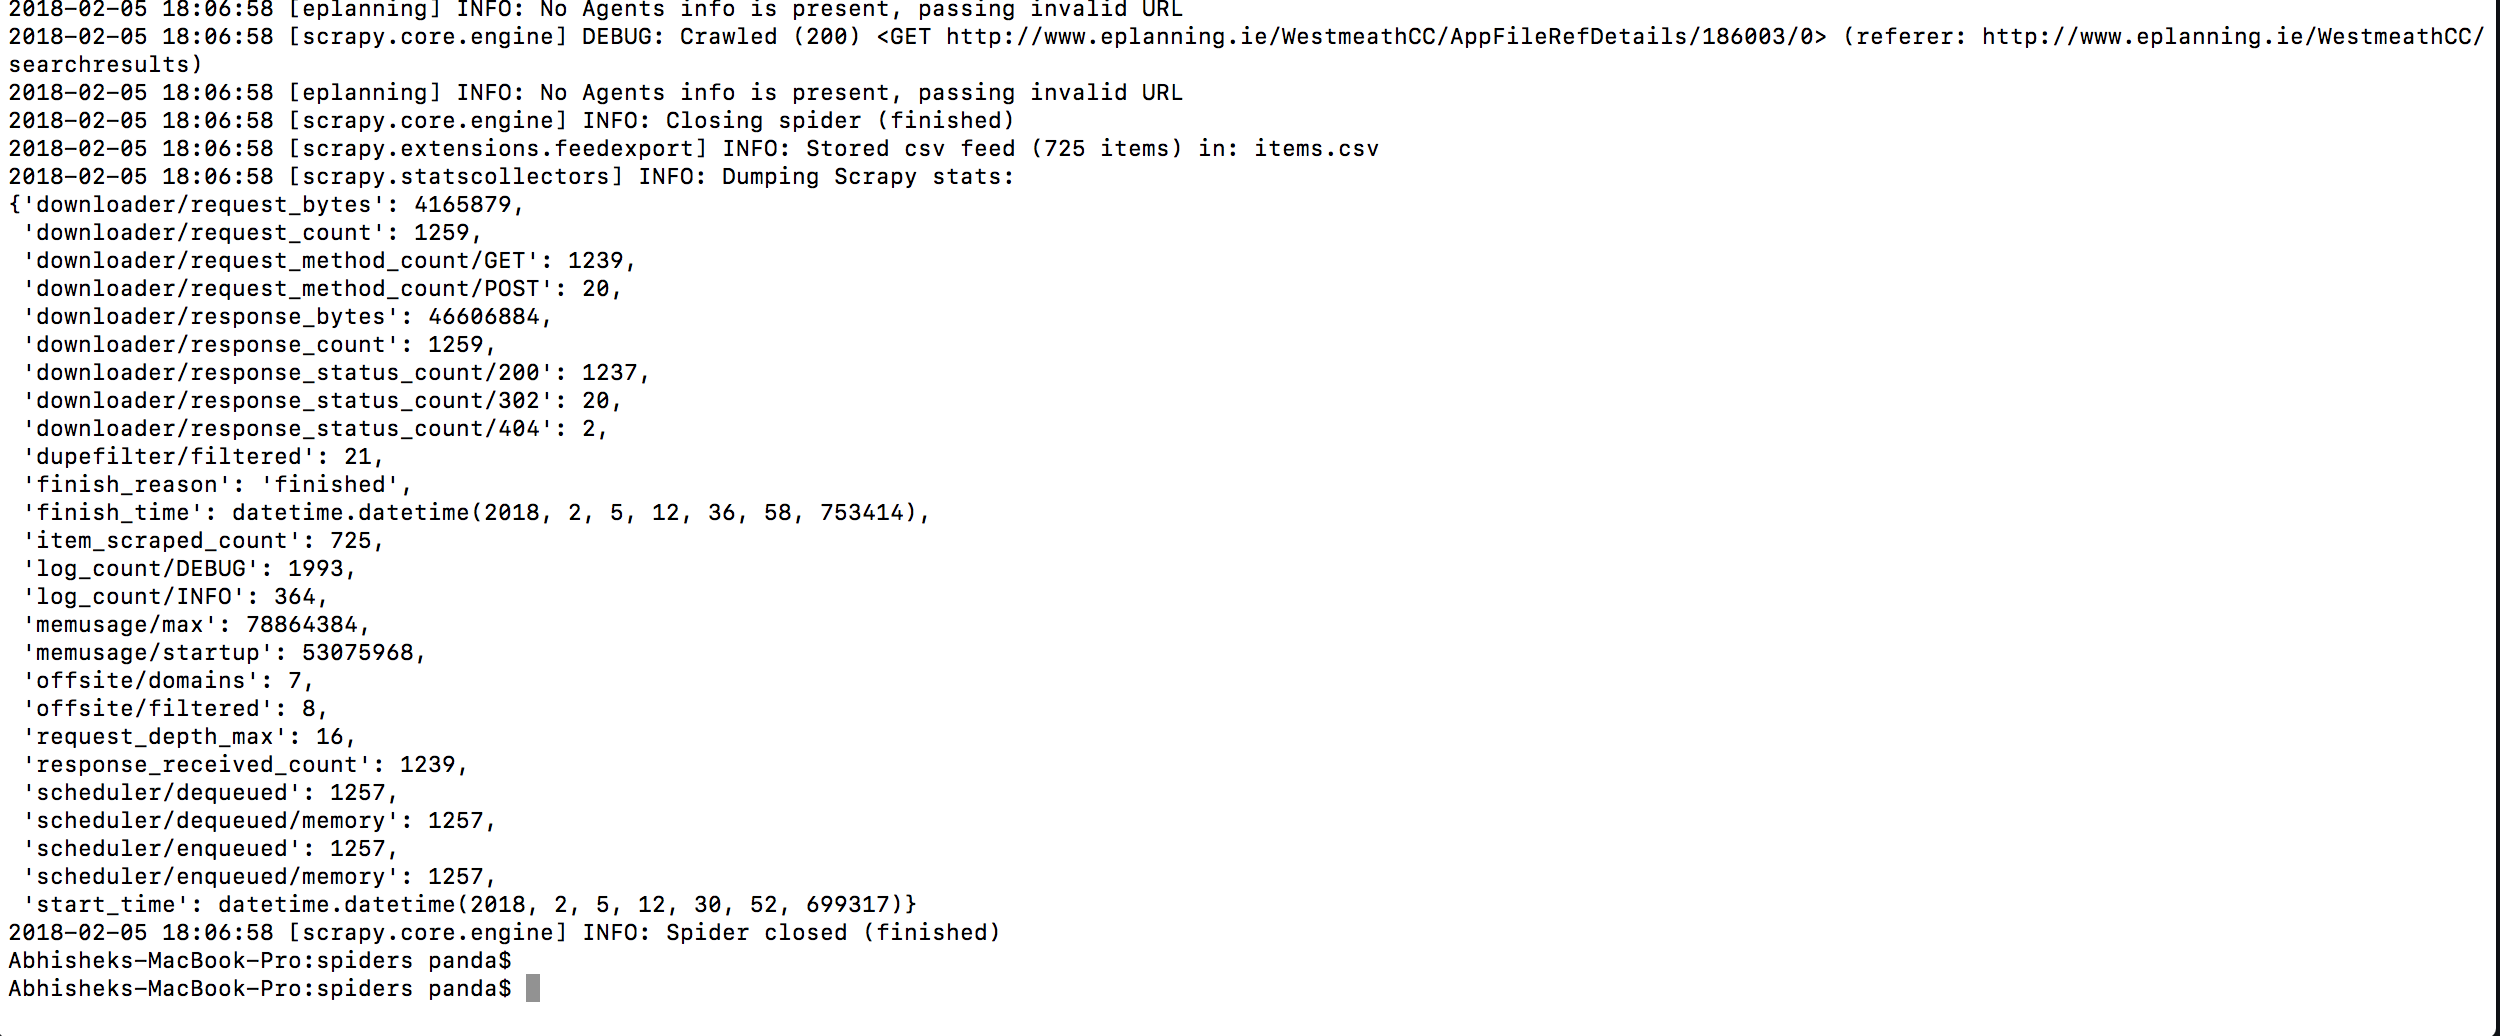 2018-02-05 18:06:58 [eplanning] INFO: No Agents info is present, passing invalid URL
2018-02-05 18:06:58 [scrapy.core.engine] DEBUG: Crawled (200) <GET http://www.eplanning.ie/WestmeathCC/AppFileRefDetails/186003/0> (referer: http://www.eplanning.ie/WestmeathCC/
searchresults)
2018-02-05 18:06:58 [eplanning] INFO: No Agents info is present, passing invalid URL
2018-02-05 18:06:58 [scrapy.core.engine] INFO: Closing spider (finished)
2018-02-05 18:06:58 [scrapy.extensions.feedexport] INFO: Stored csv feed (725 items) in: items.csv
2018-02-05 18:06:58 [scrapy.statscollectors] INFO: Dumping Scrapy stats:
{'downloader/request_bytes': 4165879,
 'downloader/request_count': 1259,
 'downloader/request_method_count/GET': 1239,
 'downloader/request_method_count/POST': 20,
 'downloader/response_bytes': 46606884,
 'downloader/response_count': 1259,
 'downloader/response_status_count/200': 1237,
 'downloader/response_status_count/302': 20,
 'downloader/response_status_count/404': 2,
 'dupefilter/filtered': 21,
 'finish_reason': 'finished',
 'finish_time': datetime.datetime(2018, 2, 5, 12, 36, 58, 753414),
 'item_scraped_count': 725,
 'log_count/DEBUG': 1993,
 'log_count/INFO': 364,
 'memusage/max': 78864384,
 'memusage/startup': 53075968,
 'offsite/domains': 7,
 'offsite/filtered': 8,
 'request_depth_max': 16,
 'response_received_count': 1239,
 'scheduler/dequeued': 1257,
 'scheduler/dequeued/memory': 1257,
 'scheduler/enqueued': 1257,
 'scheduler/enqueued/memory': 1257,
 'start_time': datetime.datetime(2018, 2, 5, 12, 30, 52, 699317)}
2018-02-05 18:06:58 [scrapy.core.engine] INFO: Spider closed (finished)
Abhisheks-MacBook-Pro:spiders panda$
Abhisheks-MacBook-Pro:spiders panda$